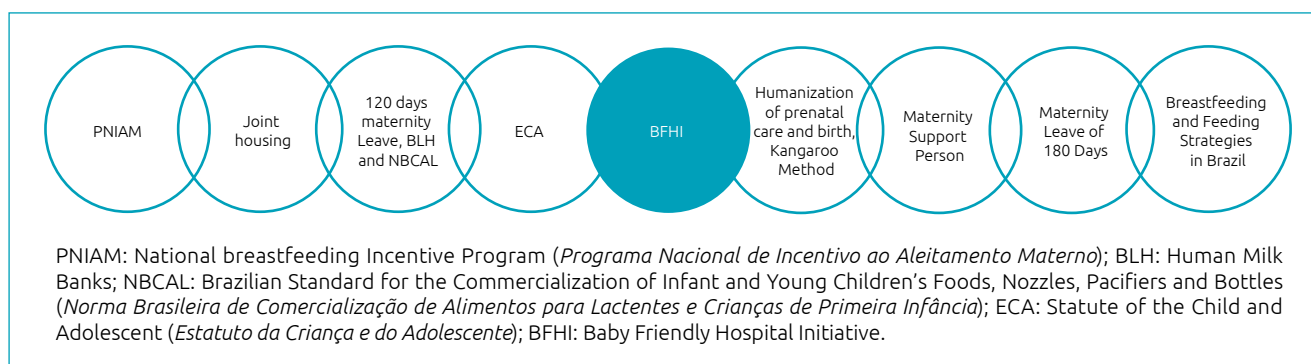 PNIAM
Joint
housing
120 days
maternity
Leave, BLH
and NBCAL
ECA
BFHI
Humanization
of prenatal
care and birth,
Kangaroo
Method
Maternity
Support
Person
Maternity
Leave of
180 Days
Breastfeeding
and Feeding
Strategies
in Brazil
PNIAM: National breastfeeding Incentive Program (Programa Nacional de Incentivo ao Aleitamento Materno); BLH: Human Milk
Banks; NBCAL: Brazilian Standard for the Commercialization of Infant and Young Children’s Foods, Nozzles, Pacifiers and Bottles
(Norma Brasileira de Comercialização de Alimentos para Lactentes e Crianças de Primeira Infância); ECA: Statute of the Child and
Adolescent (Estatuto da Criança e do Adolescente); BFHI: Baby Friendly Hospital Initiative.